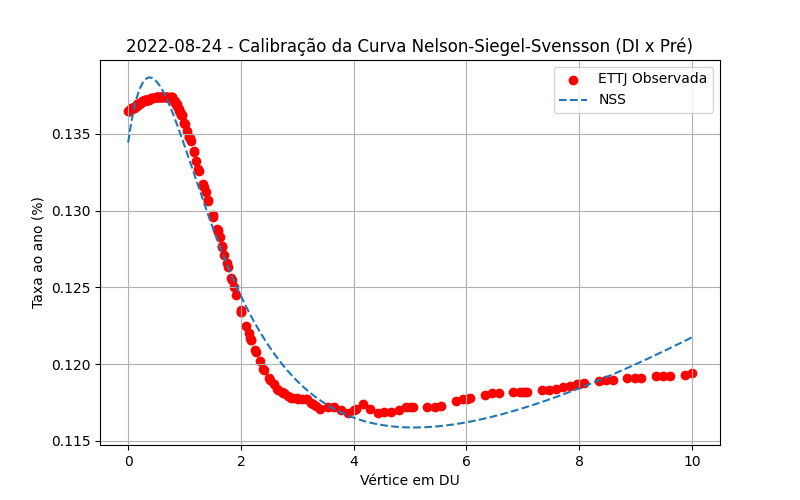 2022-08-24 - Calibração da Curva Nelson-Siegel-Svensson (DI x Pré)
ETTJ Observada
NSS
Taxa ao ano (%)
0.135
0.130
0.125
0.120
0.115
0 2 4 6 8 10
Vértice em DU